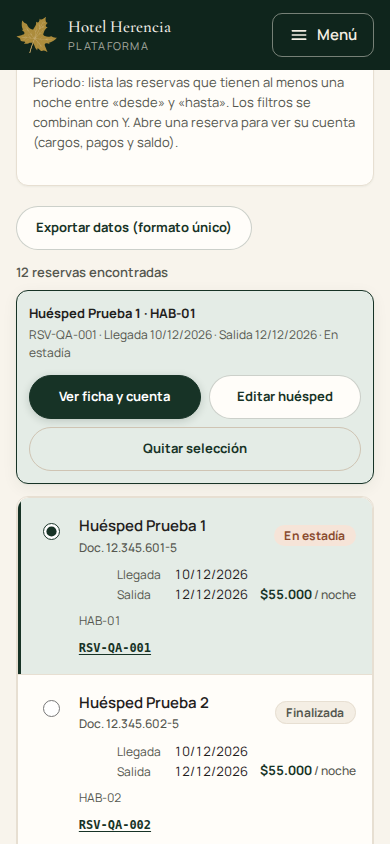 Hotel Herencia
PLATAFORMA
Menú
Periodo: lista las reservas que tienen al menos una
noche entre «desde» y «hasta». Los filtros se
combinan con Y. Abre una reserva para ver su cuenta
(cargos, pagos y saldo).
Exportar datos (formato único)
12 reservas encontradas
Huésped Prueba 1 · HAB-01
RSV-QA-001 · Llegada 10/12/2026 · Salida 12/12/2026 · En
estadía
Ver ficha y cuenta
Editar huésped
Quitar selección
Huésped Prueba 1
En estadía
Doc. 12.345.601-5
Llegada 10/12/2026
Salida 12/12/2026 $55.000 / noche
HAB-01
RSV-QA-001
Huésped Prueba 2
Finalizada
Doc. 12.345.602-5
Llegada 10/12/2026
Salida 12/12/2026 $55.000 / noche
HAB-02
RSV-QA-002